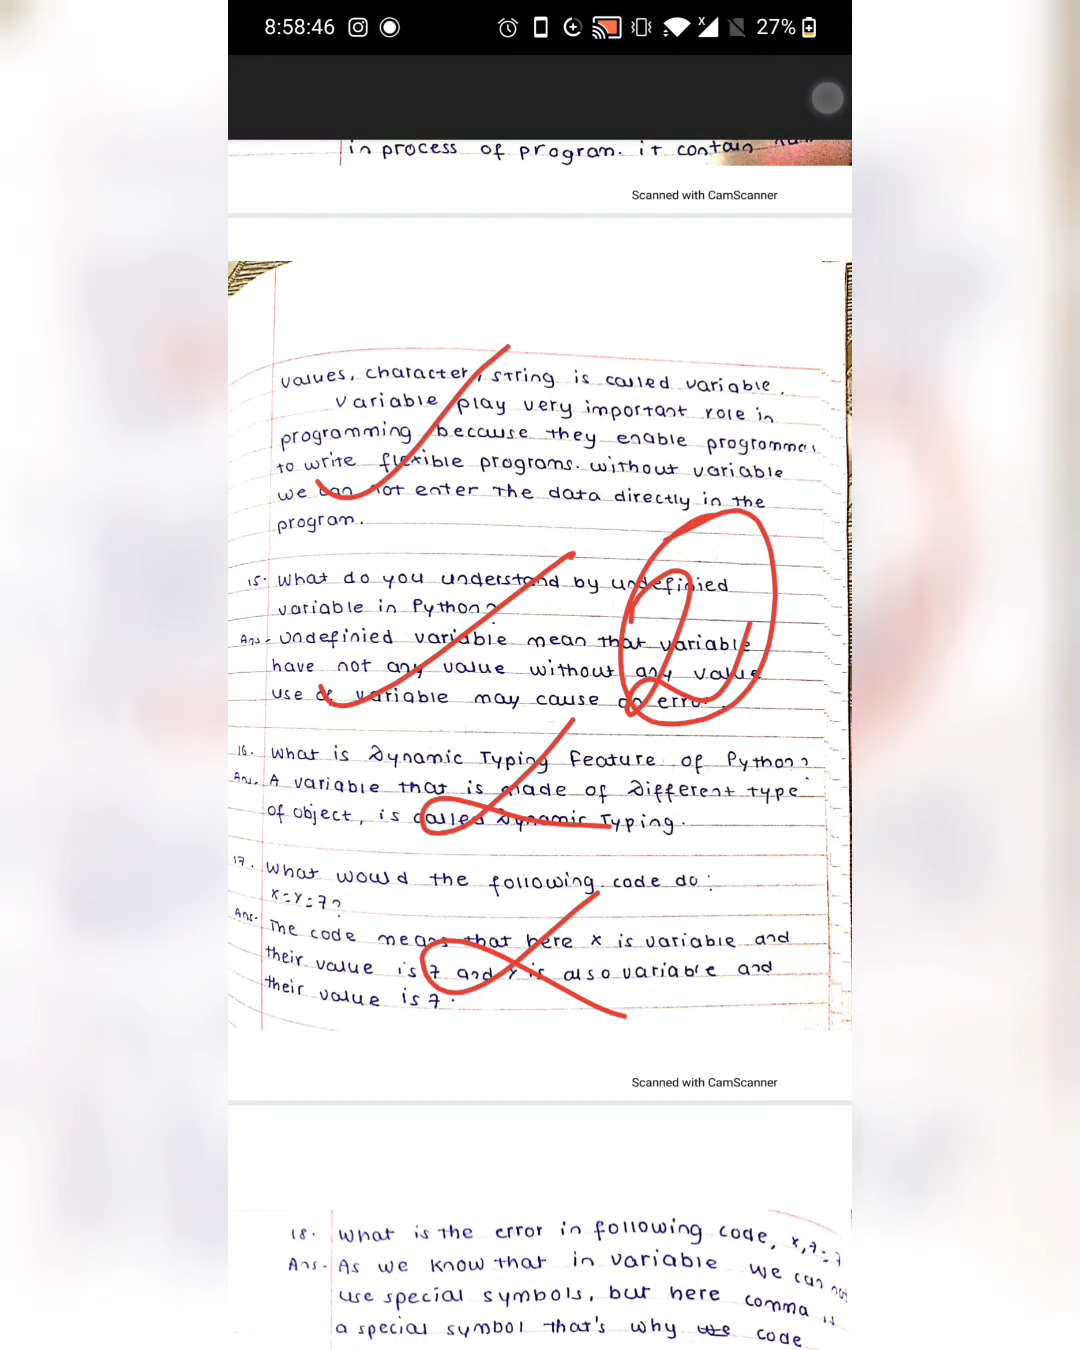 8:58:46 27%
in process of program. it contain
Scanned with CamScanner
values, character, string is called variable.
variable play very important role in
programming because they enable programmers
to write flexible programs. without variable
we can not enter the data directly in the
program.
15. What do you understand by undefinied
variable in Python?
Ans- Undefinied variable mean that variable
have not any value without any value
use of variable may cause an error.
16. What is Dynamic Typing Feature of Python?
Ans. A variable that is made of Different type
of object, is called Dynamic Typing.
17. What would the following code do:
X=Y=7?
Ans- The code means that here X is variable and
their value is 7 and Y is also variable and
their value is 7.
2
Scanned with CamScanner
18. What is the error in following code, x,7=7
Ans- As we know that in variable we can not
use special symbols, but here comma is
a special symbol that's why code